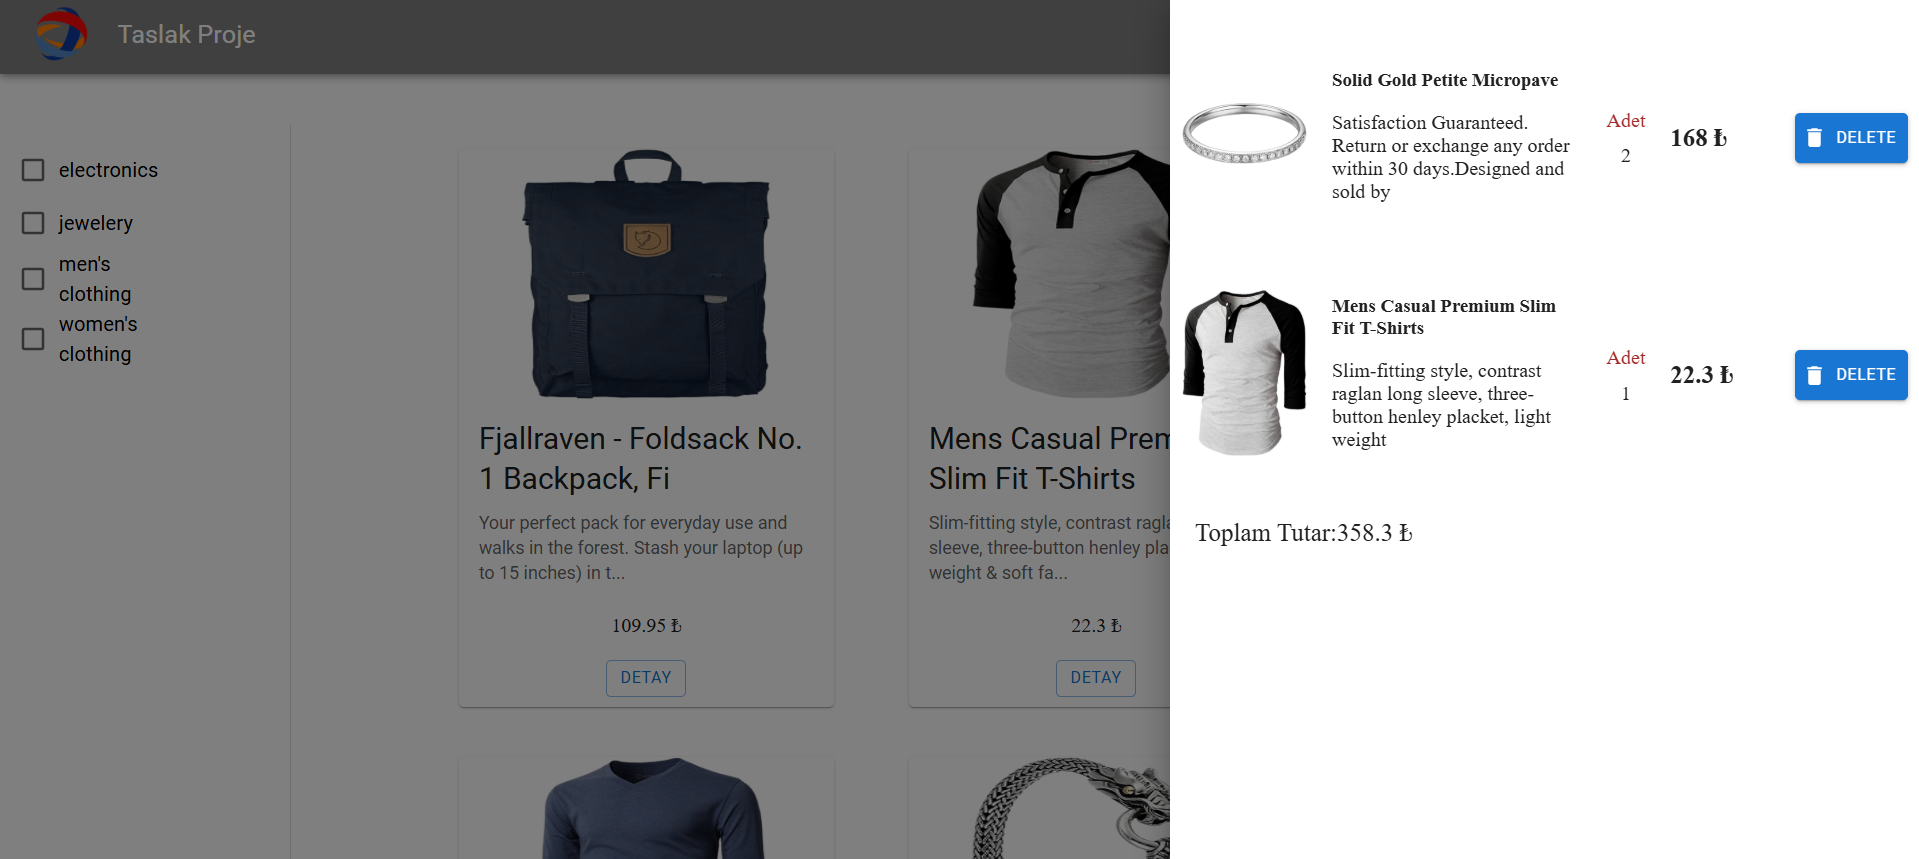 Taslak Proje
electronics
jewelery
men's
clothing
women's
clothing
Fjallraven - Foldsack No.
1 Backpack, Fi
Your perfect pack for everyday use and
walks in the forest. Stash your laptop (up
to 15 inches) in t...
109.95 ₺
DETAY
Mens Casual Prem
Slim Fit T-Shirts
Slim-fitting style, contrast ragla
sleeve, three-button henley pla
weight & soft fa...
22.3 ₺
DETAY
Solid Gold Petite Micropave
Satisfaction Guaranteed.
Return or exchange any order
within 30 days.Designed and
sold by
Adet
2
168 ₺
DELETE
Mens Casual Premium Slim
Fit T-Shirts
Slim-fitting style, contrast
raglan long sleeve, three-
button henley placket, light
weight
Adet
1
22.3 ₺
DELETE
Toplam Tutar:358.3 ₺